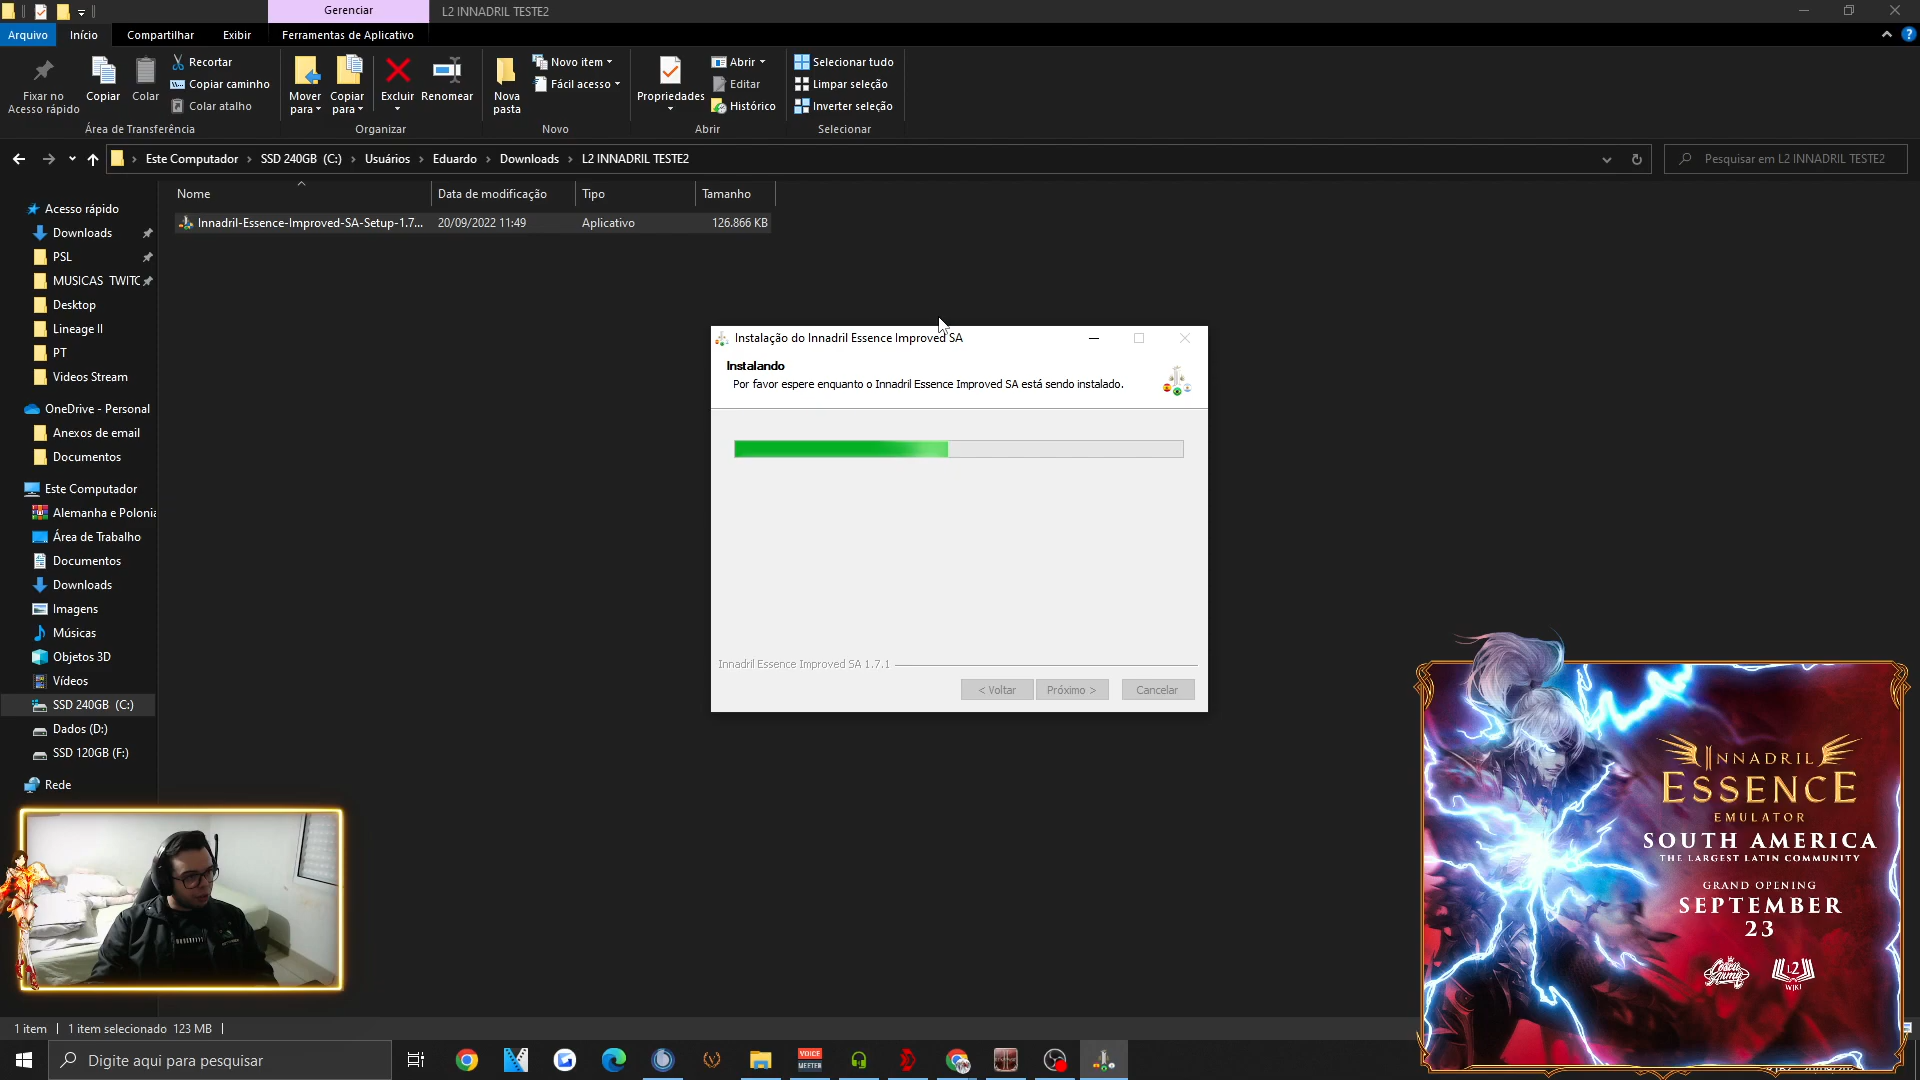 Gerenciar
L2 INNADRIL TESTE2
Arquivo
Início
Compartilhar
Exibir
Ferramentas de Aplicativo
Fixar no
Acesso rápido
Copiar
Colar
Recortar
Copiar caminho
Colar atalho
Mover
para
Copiar
para
Excluir
Renomear
Nova
pasta
Novo item
Fácil acesso
Propriedades
Abrir
Editar
Histórico
Selecionar tudo
Limpar seleção
Inverter seleção
Área de Transferência
Organizar
Novo
Abrir
Selecionar
Este Computador
SSD 240GB (C:)
Usuários
Eduardo
Downloads
L2 INNADRIL TESTE2
Pesquisar em L2 INNADRIL TESTE2
Nome
Data de modificação
Tipo
Tamanho
Innadril-Essence-Improved-SA-Setup-1.7...
20/09/2022 11:49
Aplicativo
126.866 KB
Acesso rápido
Downloads
PSL
MUSICAS TWITC
Desktop
Lineage II
PT
Videos Stream
OneDrive - Personal
Anexos de email
Documentos
Este Computador
Alemanha e Polonia
Área de Trabalho
Documentos
Downloads
Imagens
Músicas
Objetos 3D
Vídeos
SSD 240GB (C:)
Dados (D:)
SSD 120GB (F:)
Rede
Instalação do Innadril Essence Improved SA
Instalando
Por favor espere enquanto o Innadril Essence Improved SA está sendo instalado.
Innadril Essence Improved SA 1.7.1
< Voltar
Próximo >
Cancelar
INNADRIL
ESSENCE
EMULATOR
SOUTH AMERICA
THE LARGEST LATIN COMMUNITY
GRAND OPENING
SEPTEMBER
23
L2
WIKI
1 item
1 item selecionado 123 MB
Digite aqui para pesquisar
VOICE
MEETER